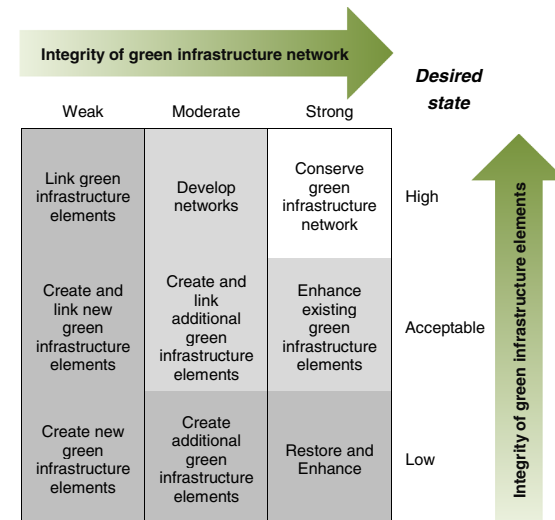 Integrity of green infrastructure network
Desired
state
Weak
Moderate
Strong
Link green
infrastructure
elements
Develop
networks
Conserve
green
infrastructure
network
High
Create and
link new
green
infrastructure
elements
Create and
link
additional
green
infrastructure
elements
Enhance
existing
green
infrastructure
elements
Acceptable
Create new
green
infrastructure
elements
Create
additional
green
infrastructure
elements
Restore and
Enhance
Low
Integrity of green infrastructure elements